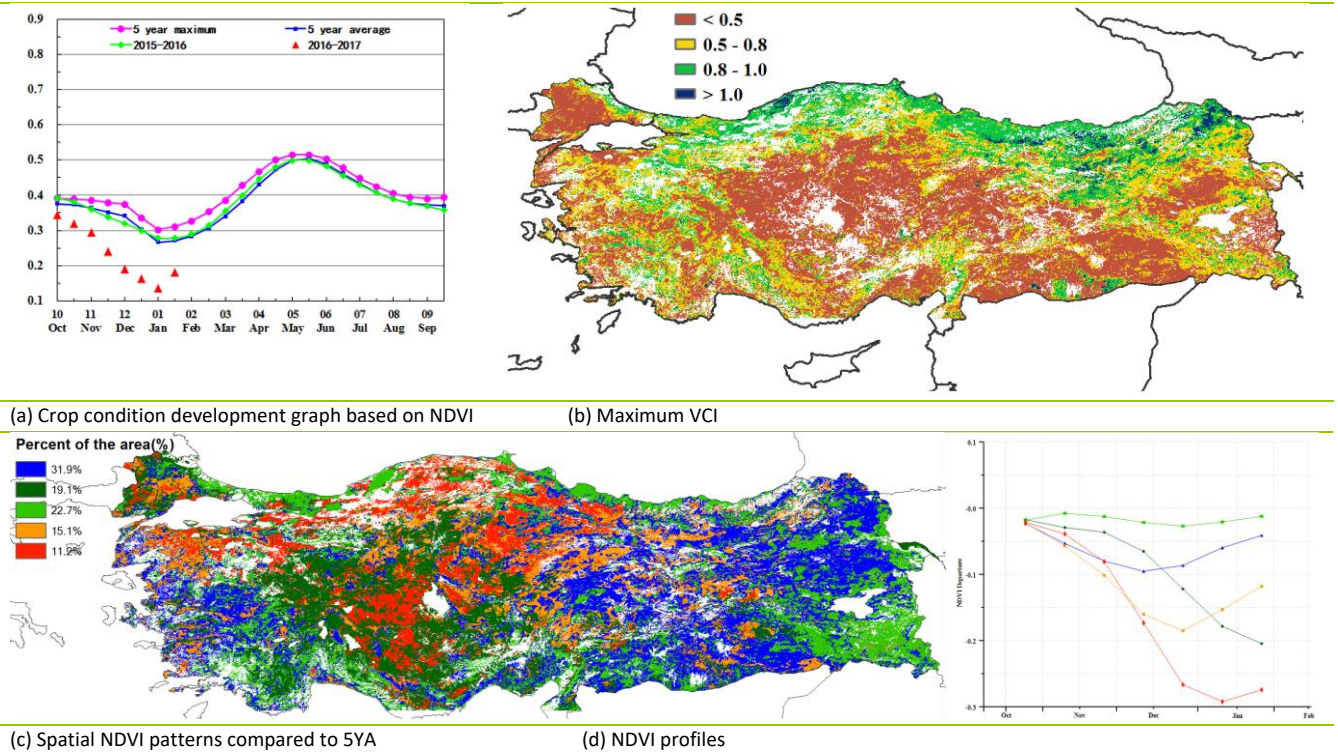 0.9
0.8
0.7
0.6
0.5
0.4
0.3
0.2
0.1
5 year maximum
5 year average
2015-2016
2016-2017
10 11 12 01 02 03 04 05 06 07 08 09
Oct Nov Dec Jan Feb Mar Apr May Jun Jul Aug Sep
< 0.5
0.5 - 0.8
0.8 - 1.0
> 1.0
(a) Crop condition development graph based on NDVI
(b) Maximum VCI
Percent of the area(%)
31.9%
19.1%
22.7%
15.1%
11.2%
0.1
-0.0
-0.1
-0.2
-0.3
NDVI Departure
Oct Nov Dec Jan Feb
(c) Spatial NDVI patterns compared to 5YA
(d) NDVI profiles